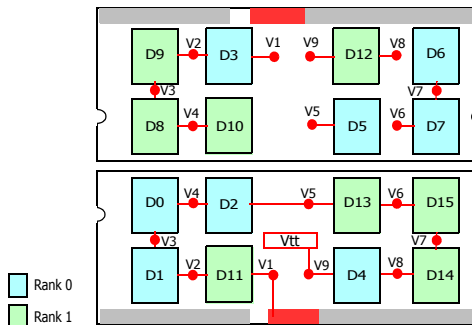 V2 V1 V9 V8
D9 D3 D12 D6
V3 V7
V4 V5 V6
D8 D10 D5 D7
V4 V5 V6
D0 D2 D13 D15
V3 Vtt V7
V2 V1 V9 V8
D1 D11 D4 D14
Rank 0
Rank 1